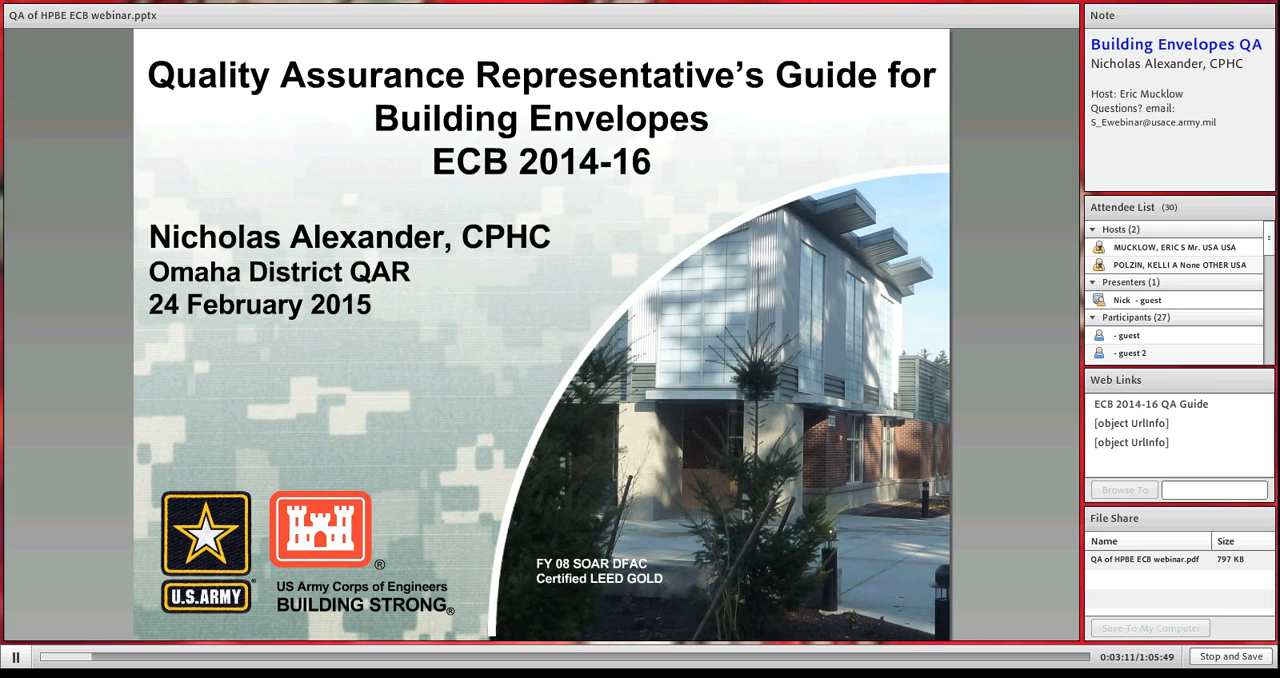 QA of HPBE ECB webinar.pptx
Quality Assurance Representative’s Guide for
Building Envelopes
ECB 2014-16
Nicholas Alexander, CPHC
Omaha District QAR
24 February 2015
FY 08 SOAR DFAC
Certified LEED GOLD
U.S.ARMY
®
®
US Army Corps of Engineers
BUILDING STRONG®
Note
Building Envelopes QA
Nicholas Alexander, CPHC
Host: Eric Mucklow
Questions? email:
S_Ewebinar@usace.army.mil
Attendee List (30)
Hosts (2)
MUCKLOW, ERIC S Mr. USA USA
POLZIN, KELLI A None OTHER USA
Presenters (1)
Nick - guest
Participants (27)
- guest
- guest 2
Web Links
ECB 2014-16 QA Guide
[object UrlInfo]
[object UrlInfo]
Browse To
File Share
Name Size
QA of HPBE ECB webinar.pdf 797 KB
Save To My Computer
0:03:11/1:05:49
Stop and Save